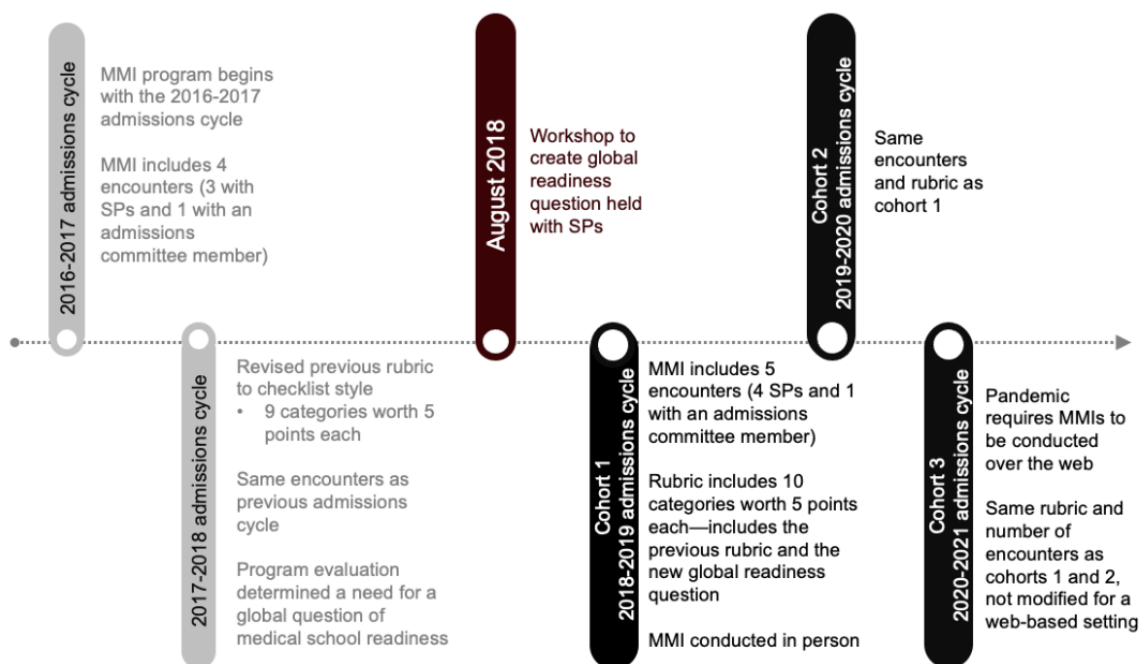 2016-2017 admissions cycle
MMI program begins
with the 2016-2017
admissions cycle
MMI includes 4
encounters (3 with
SPs and 1 with an
admissions
committee member)
2017-2018 admissions cycle
Revised previous rubric
to checklist style
• 9 categories worth 5
points each
Same encounters as
previous admissions
cycle
Program evaluation
determined a need for a
global question of
medical school readiness
August 2018
Workshop to
create global
readiness
question held
with SPs
Cohort 1
2018-2019 admissions cycle
MMI includes 5
encounters (4 SPs and 1
with an admissions
committee member)
Rubric includes 10
categories worth 5 points
each—includes the
previous rubric and the
new global readiness
question
MMI conducted in person
Cohort 2
2019-2020 admissions cycle
Same
encounters
and rubric as
cohort 1
Cohort 3
2020-2021 admissions cycle
Pandemic
requires MMIs to
be conducted
over the web
Same rubric and
number of
encounters as
cohorts 1 and 2,
not modified for a
web-based setting